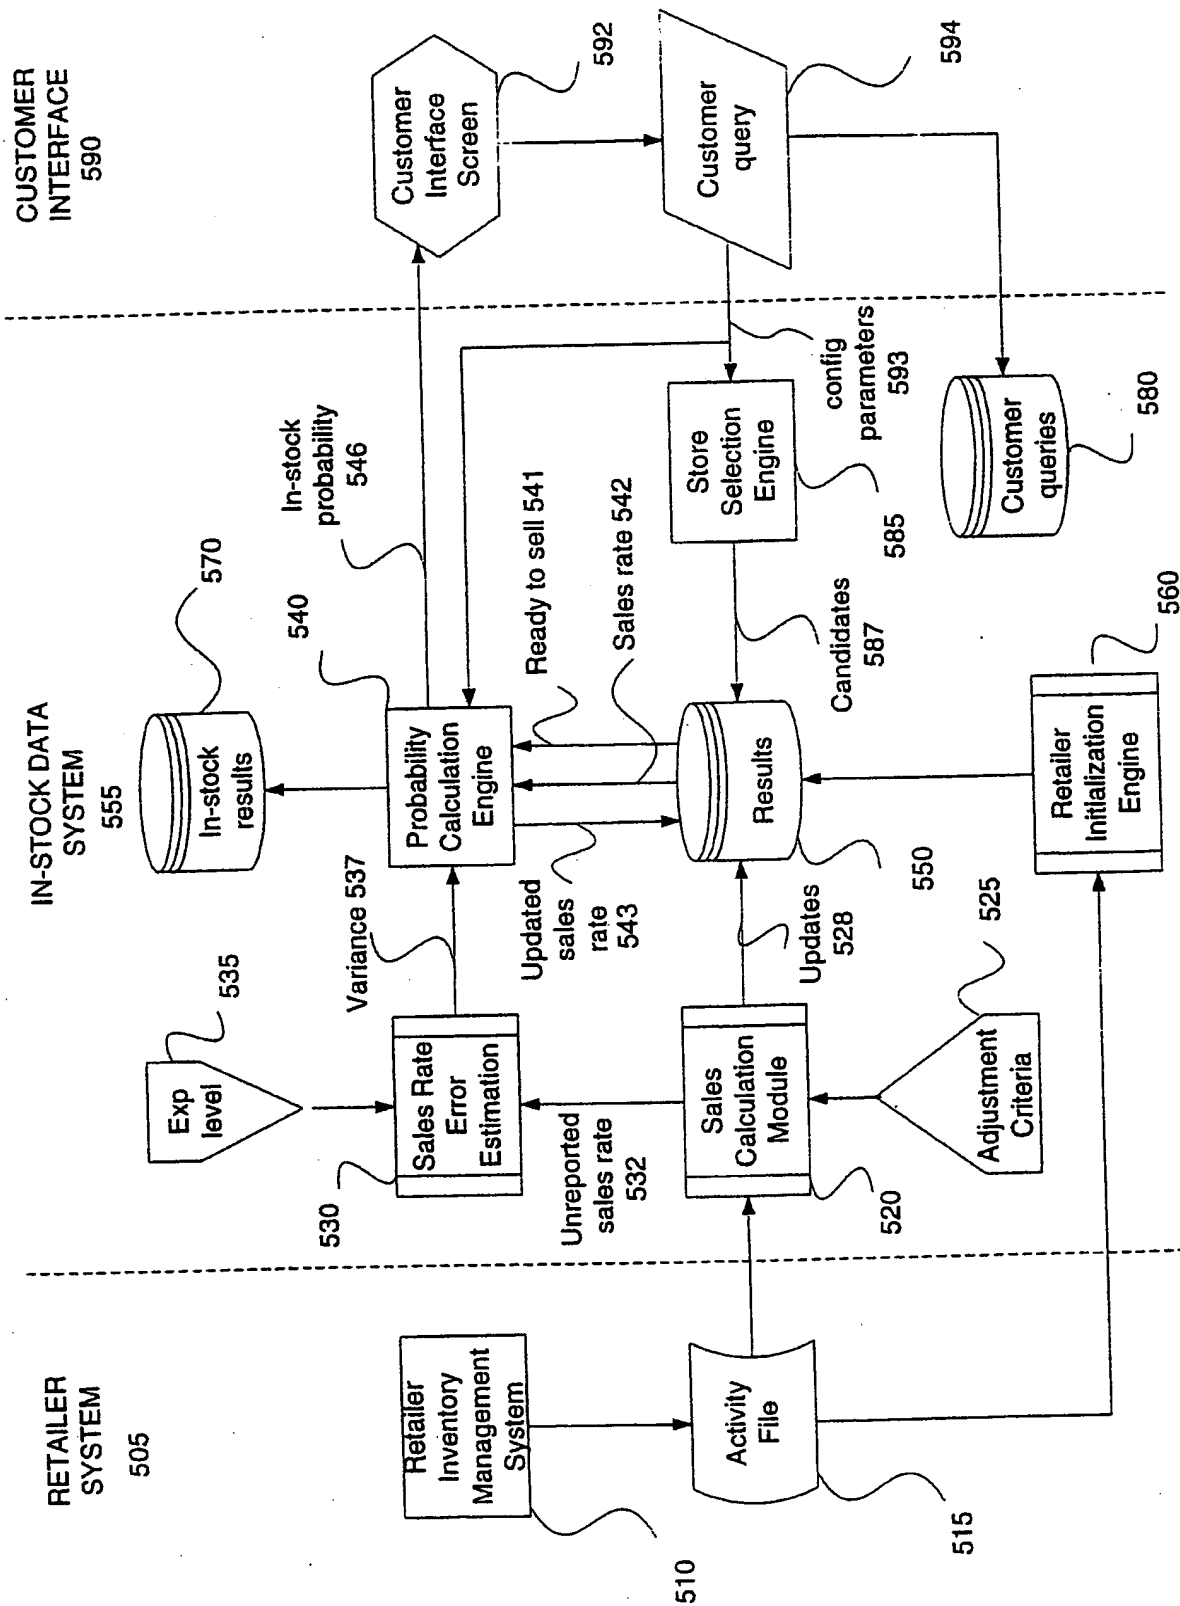 RETAILER
SYSTEM
505
IN-STOCK DATA
SYSTEM
555
CUSTOMER
INTERFACE
590
Retailer
Inventory
Management
System
510
Activity
File
515
Exp
level
535
Sales Rate
Error
Estimation
530
Variance 537
Unreported
sales rate
532
Sales
Calculation
Module
520
Adjustment
Criteria
525
Updates
528
In-stock
results
570
Probability
Calculation
Engine
540
Updated
sales
rate
543
Ready to sell 541
Sales rate 542
Results
550
Retailer
Initialization
Engine
560
In-stock
probability
546
Candidates
587
Store
Selection
Engine
585
config
parameters
593
Customer
queries
580
Customer
Interface
Screen
592
Customer
query
594